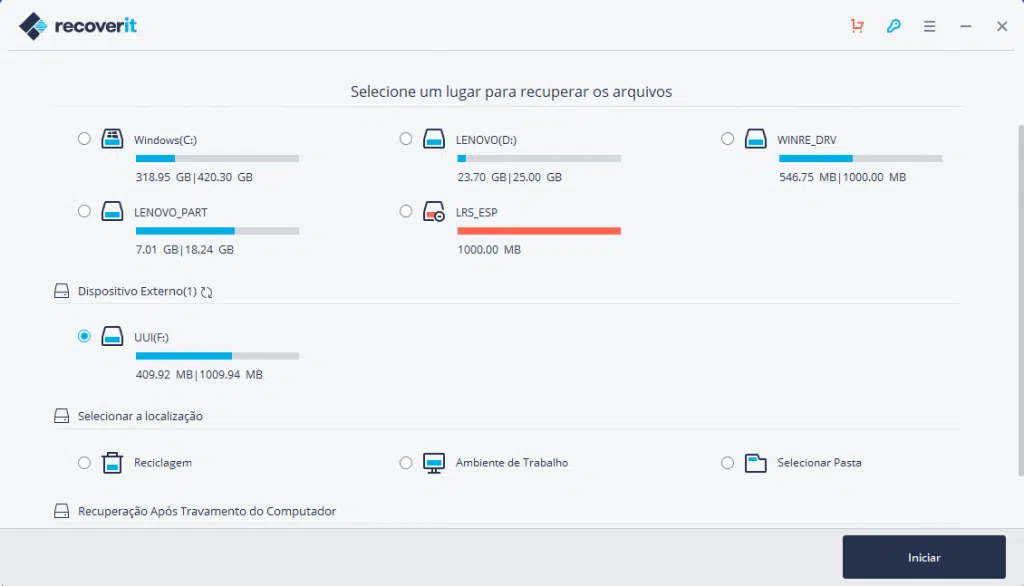 recoverit
Selecione um lugar para recuperar os arquivos
Windows(C:)
318.95 GB|420.30 GB
LENOVO(D:)
23.70 GB|25.00 GB
WINRE_DRV
546.75 MB|1000.00 MB
LENOVO_PART
7.01 GB|18.24 GB
LRS_ESP
1000.00 MB
Dispositivo Externo(1)
UUI(F:)
409.92 MB|1009.94 MB
Selecionar a localização
Reciclagem
Ambiente de Trabalho
Selecionar Pasta
Recuperação Após Travamento do Computador
Iniciar